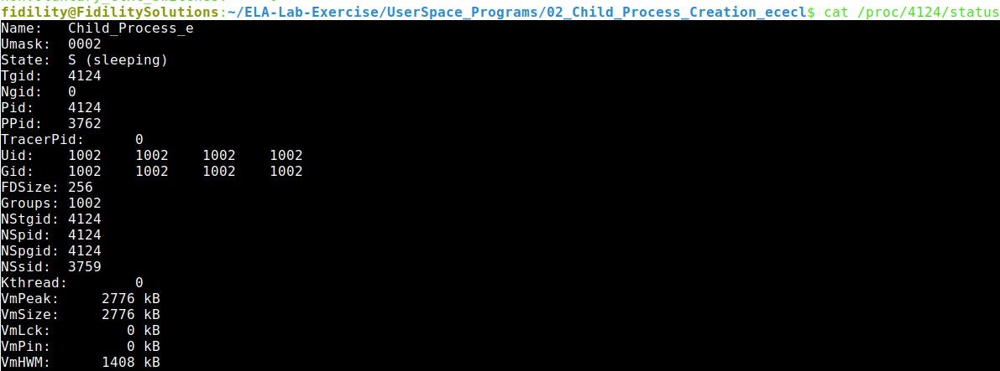 fidility@FidilitySolutions:~/ELA-Lab-Exercise/UserSpace_Programs/02_Child_Process_Creation_ececl$ cat /proc/4124/status
Name:   Child_Process_e
Umask:  0002
State:  S (sleeping)
Tgid:   4124
Ngid:   0
Pid:    4124
PPid:   3762
TracerPid:      0
Uid:    1002    1002    1002    1002
Gid:    1002    1002    1002    1002
FDSize: 256
Groups: 1002
NStgid: 4124
NSpid:  4124
NSpgid: 4124
NSsid:  3759
Kthread:        0
VmPeak:     2776 kB
VmSize:     2776 kB
VmLck:         0 kB
VmPin:         0 kB
VmHWM:      1408 kB